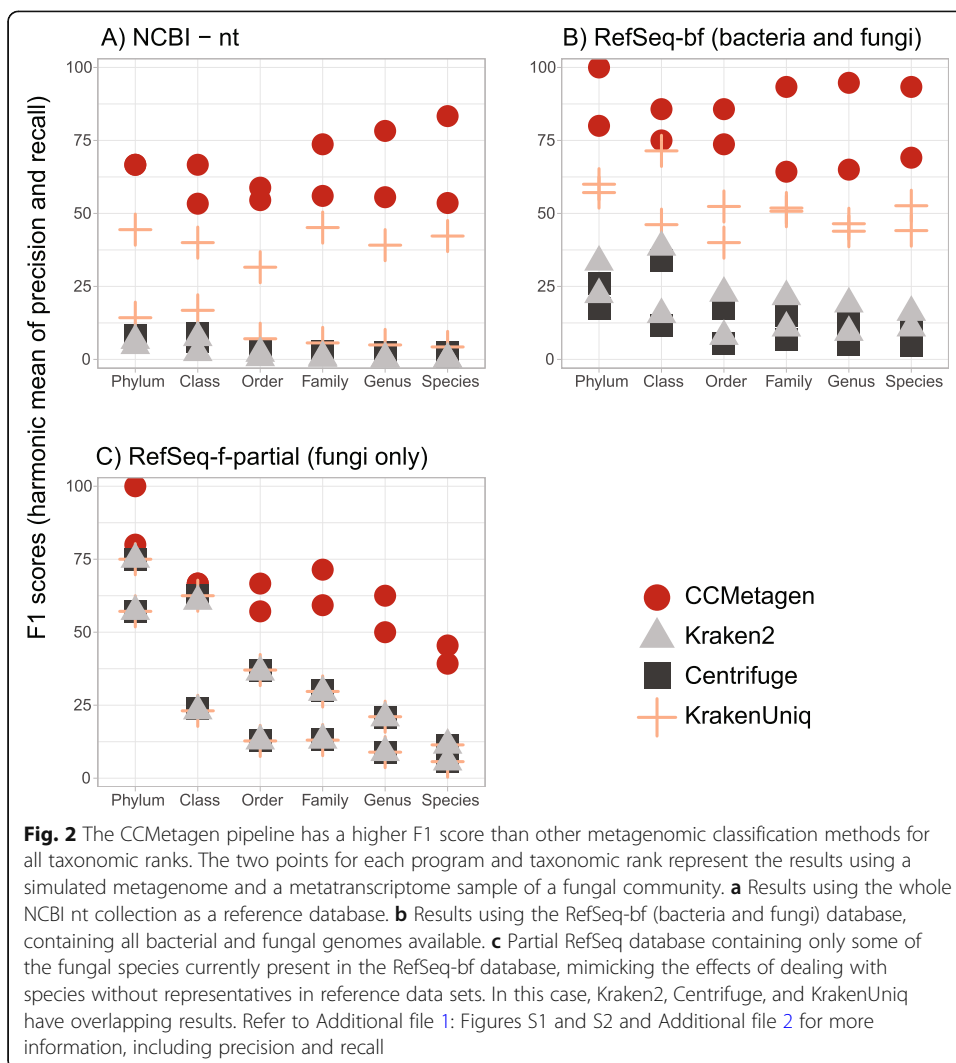 A) NCBI – nt
B) RefSeq-bf (bacteria and fungi)
F1 scores (harmonic mean of precision and recall)
100
75
50
25
0
Phylum Class Order Family Genus Species
100
75
50
25
0
Phylum Class Order Family Genus Species
C) RefSeq-f-partial (fungi only)
100
75
50
25
0
Phylum Class Order Family Genus Species
CCMetagen
Kraken2
Centrifuge
KrakenUniq
Fig. 2 The CCMetagen pipeline has a higher F1 score than other metagenomic classification methods for
all taxonomic ranks. The two points for each program and taxonomic rank represent the results using a
simulated metagenome and a metatranscriptome sample of a fungal community. a Results using the whole
NCBI nt collection as a reference database. b Results using the RefSeq-bf (bacteria and fungi) database,
containing all bacterial and fungal genomes available. c Partial RefSeq database containing only some of
the fungal species currently present in the RefSeq-bf database, mimicking the effects of dealing with
species without representatives in reference data sets. In this case, Kraken2, Centrifuge, and KrakenUniq
have overlapping results. Refer to Additional file 1: Figures S1 and S2 and Additional file 2 for more
information, including precision and recall